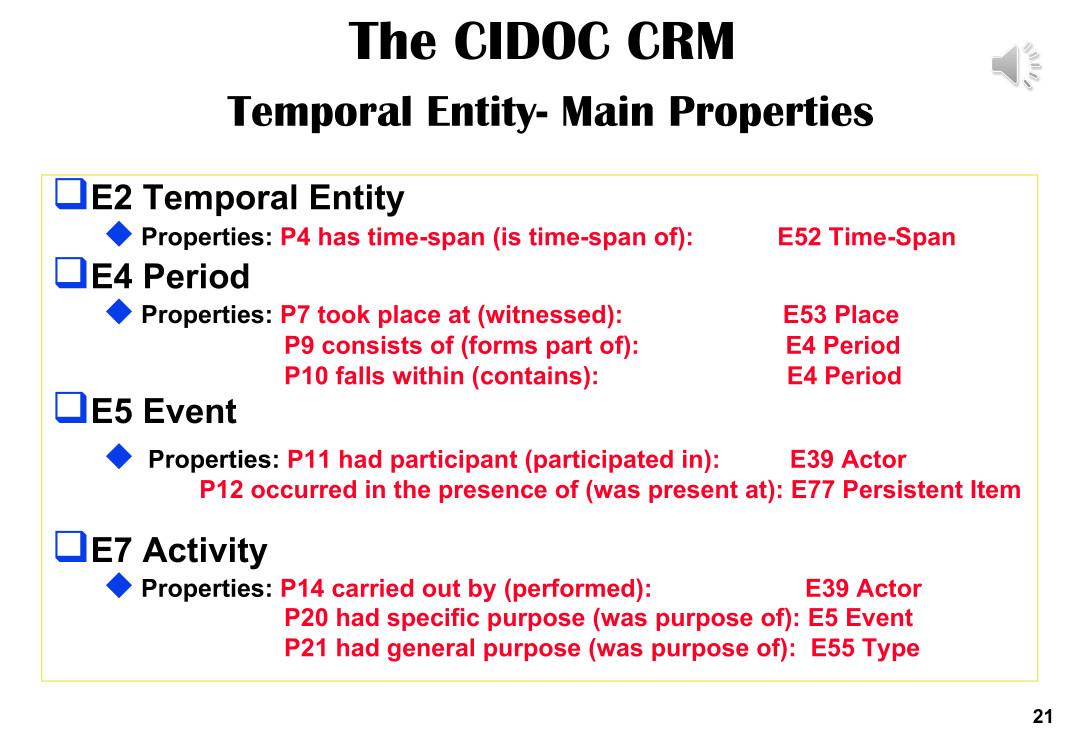 The CIDOC CRM
Temporal Entity- Main Properties
E2 Temporal Entity
Properties: P4 has time-span (is time-span of): E52 Time-Span
E4 Period
Properties: P7 took place at (witnessed): E53 Place
P9 consists of (forms part of): E4 Period
P10 falls within (contains): E4 Period
E5 Event
Properties: P11 had participant (participated in): E39 Actor
P12 occurred in the presence of (was present at): E77 Persistent Item
E7 Activity
Properties: P14 carried out by (performed): E39 Actor
P20 had specific purpose (was purpose of): E5 Event
P21 had general purpose (was purpose of): E55 Type
21